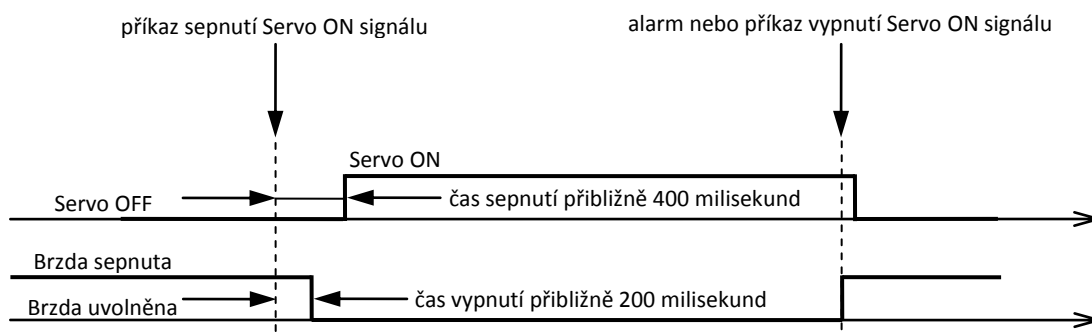 příkaz sepnutí Servo ON signálu
alarm nebo příkaz vypnutí Servo ON signálu
Servo ON
Servo OFF
čas sepnutí přibližně 400 milisekund
Brzda sepnuta
Brzda uvolněna
čas vypnutí přibližně 200 milisekund